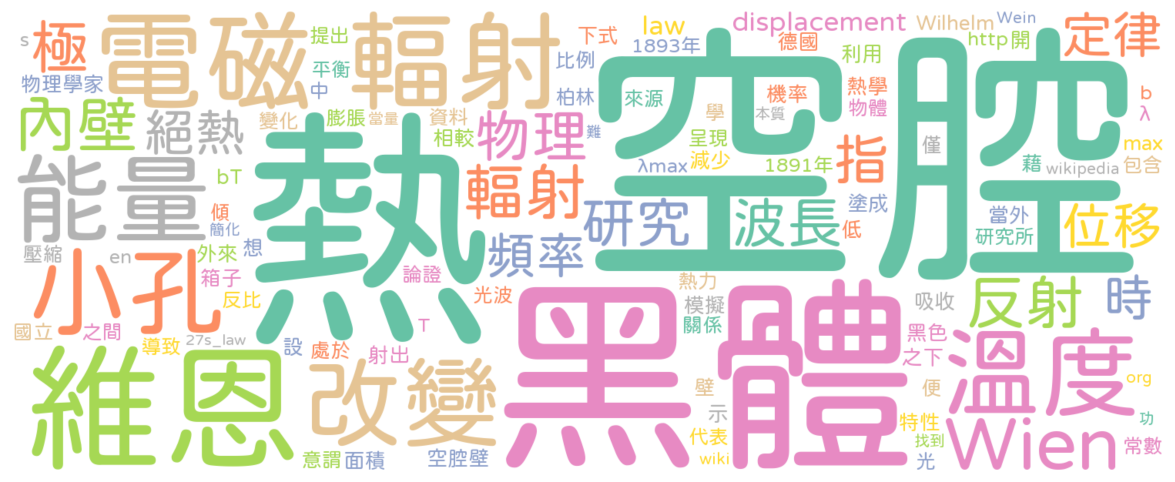 s
極
電磁輻射
提出
平衡
中
物理學家
下式
law
1893年
比例
柏林
displacement
德國
Wilhelm
Wein
http
開
利用
定律
內壁
絕熱
變化
膨脹
當量
資料
相較
物理
難
來源
空腔
熱學
機率
物體
學
本質
呈現
減少
1891年
λmax
b
λ
max
包含
僅
藉
wikipedia
能量
bT
熱
輻射
研究
波長
指
塗成
低
當外
研究所
位移
傾
簡化
外來
想
壓縮
en
箱子
反比
小孔
頻率
論證
光波
熱力
模擬
關係
吸收
反射
時
國立
之間
導致
27s_law
設
處於
射出
T
黑體
黑色
之下
溫度
org
維恩
改變
壁
示
代表
wiki
便
特性
找到
光
Wien
功
常數
意謂
面積
空腔壁